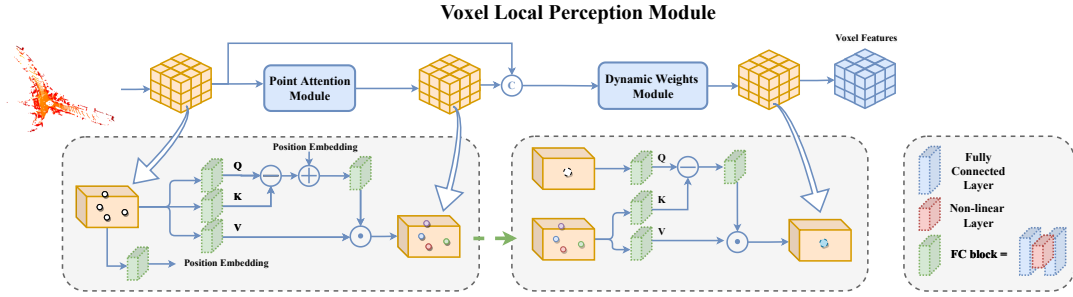 Voxel Local Perception Module
Voxel Features
Point Attention
Module
C
Dynamic Weights
Module
Position Embedding
Q
K
V
Position Embedding
Q
K
V
Fully
Connected
Layer
Non-linear
Layer
FC block =